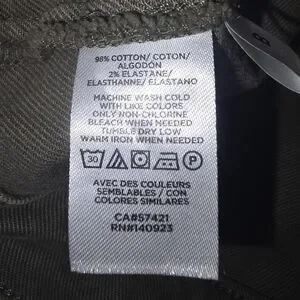 98% COTTON/ COTON/
ALGODÓN
2% ELASTANE/
ELASTHANNE/ ELASTANO
MACHINE WASH COLD
WITH LIKE COLORS
ONLY NON-CHLORINE
BLEACH WHEN NEEDED
TUMBLE DRY LOW
WARM IRON WHEN NEEDED
30 P
AVEC DES COULEURS
SEMBLABLES / CON
COLORES SIMILARES
CA#57421
RN#140923